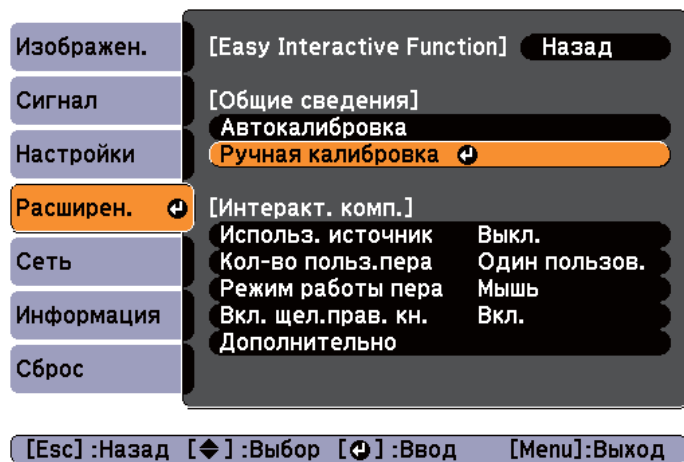 Изображен.
Сигнал
Настройки
Расширен.
Сеть
Информация
Сброс
[Easy Interactive Function] Назад
[Общие сведения]
Автокалибровка
Ручная калибровка
[Интеракт. комп.]
Использ. источник Выкл.
Кол-во польз.пера Один пользов.
Режим работы пера Мышь
Вкл. щел.прав. кн. Вкл.
Дополнительно
[Esc] :Назад [◆] :Выбор [⏎] :Ввод [Menu]:Выход